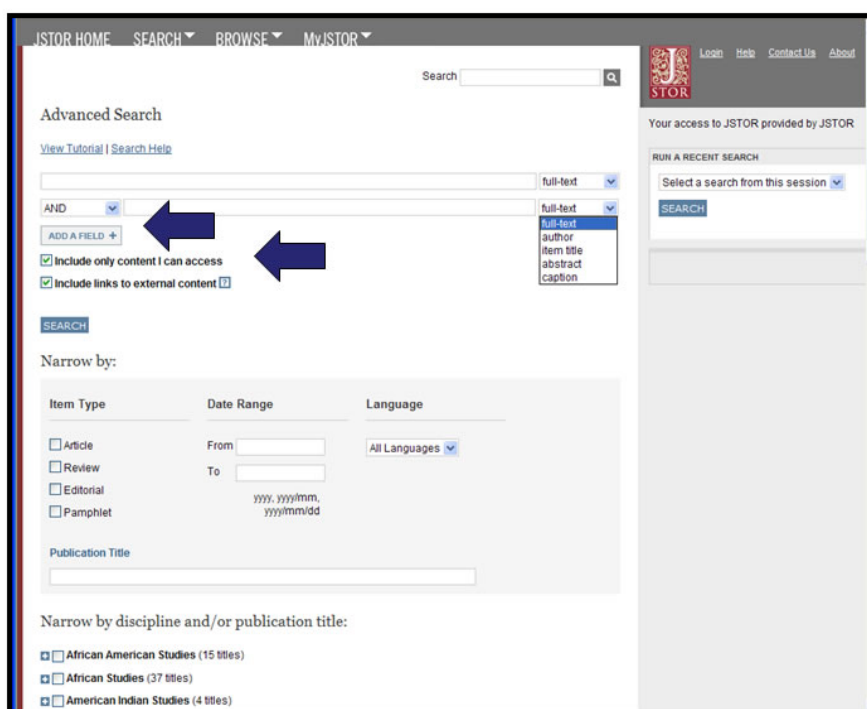 JSTOR HOME SEARCH BROWSE MyJSTOR
Login Help Contact Us About
JSTOR
Search
Your access to JSTOR provided by JSTOR
RUN A RECENT SEARCH
Select a search from this session
SEARCH
Advanced Search
View Tutorial | Search Help
full-text
AND
full-text
full-text
author
item title
abstract
caption
ADD A FIELD +
Include only content I can access
Include links to external content ?
SEARCH
Narrow by:
Item Type Date Range Language
Article From All Languages
Review To
Editorial yyyy, yyyy/mm,
Pamphlet yyyy/mm/dd
Publication Title
Narrow by discipline and/or publication title:
African American Studies (15 titles)
African Studies (37 titles)
American Indian Studies (4 titles)